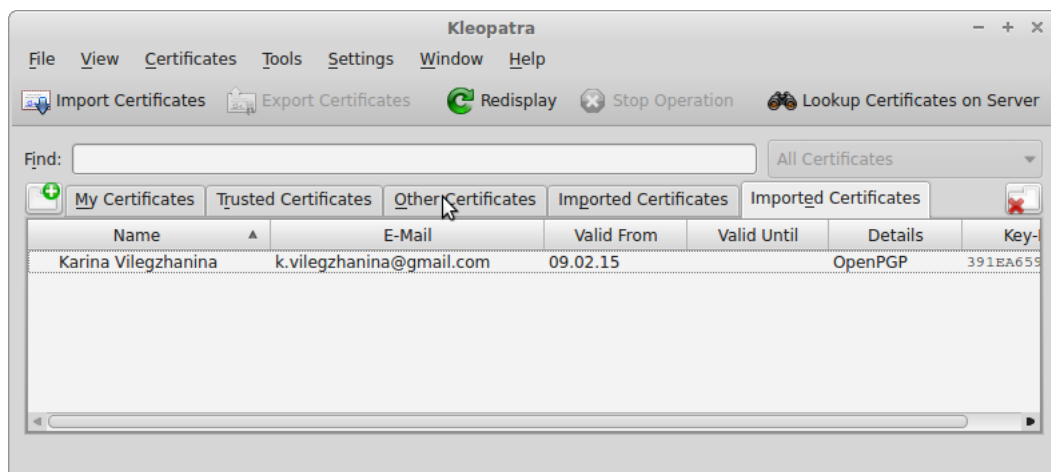 Kleopatra
File View Certificates Tools Settings Window Help
Import Certificates Export Certificates Redisplay Stop Operation Lookup Certificates on Server
Find: All Certificates
My Certificates Trusted Certificates Other Certificates Imported Certificates Imported Certificates
Name E-Mail Valid From Valid Until Details Key-
Karina Vilegzhanina k.vilegzhanina@gmail.com 09.02.15 OpenPGP 391EA659